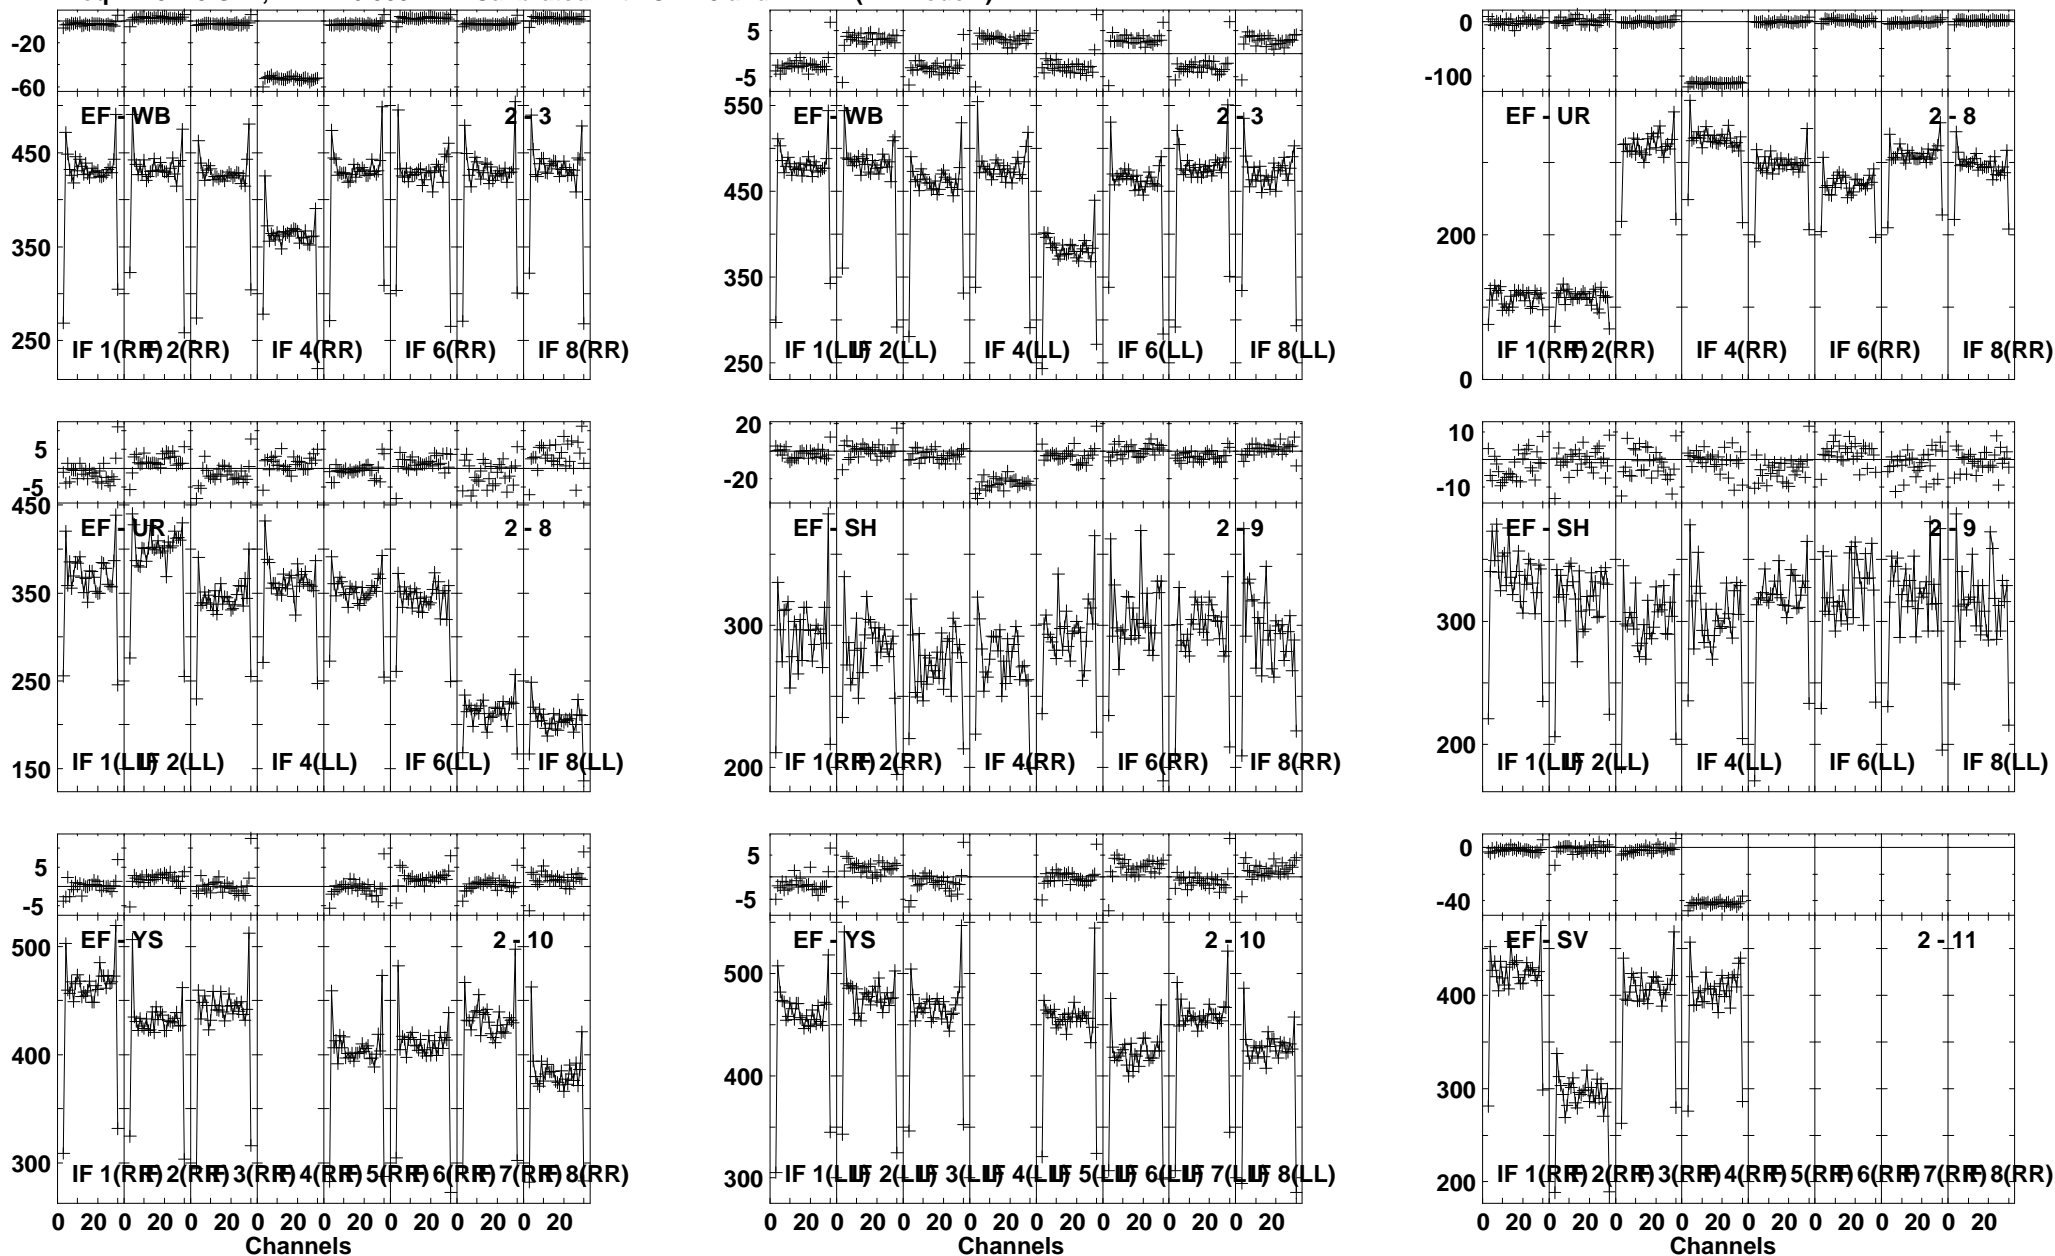 -20
-60
EF - WB 2 - 3
450
350
250
IF 1(RR) IF 2(RR) IF 4(RR) IF 6(RR) IF 8(RR)
5
-5
550
EF - WB 2 - 3
450
350
250
IF 1(LL) IF 2(LL) IF 4(LL) IF 6(LL) IF 8(LL)
0
-100
EF - UR 2 - 8
200
0
IF 1(RR) IF 2(RR) IF 4(RR) IF 6(RR) IF 8(RR)
5
-5
450
EF - UR 2 - 8
350
250
150
IF 1(LL) IF 2(LL) IF 4(LL) IF 6(LL) IF 8(LL)
20
-20
EF - SH 2 - 9
300
200
IF 1(RR) IF 2(RR) IF 4(RR) IF 6(RR) IF 8(RR)
10
-10
EF - SH 2 - 9
300
200
IF 1(LL) IF 2(LL) IF 4(LL) IF 6(LL) IF 8(LL)
5
-5
500
EF - YS 2 - 10
400
300
IF 1(RR) IF 2(RR) IF 3(RR) IF 4(RR) IF 5(RR) IF 6(RR) IF 7(RR) IF 8(RR)
0 20 0 20 0 20 0 20 0 20 0 20 0 20 0 20
Channels
5
-5
EF - YS 2 - 10
500
400
300
IF 1(LL) IF 2(LL) IF 3(LL) IF 4(LL) IF 5(LL) IF 6(LL) IF 7(LL) IF 8(LL)
0 20 0 20 0 20 0 20 0 20 0 20 0 20 0 20
Channels
0
-40
EF - SV 2 - 11
400
300
200
IF 1(RR) IF 2(RR) IF 3(RR) IF 4(RR) IF 5(RR) IF 6(RR) IF 7(RR) IF 8(RR)
0 20 0 20 0 20 0 20 0 20 0 20 0 20 0 20
Channels